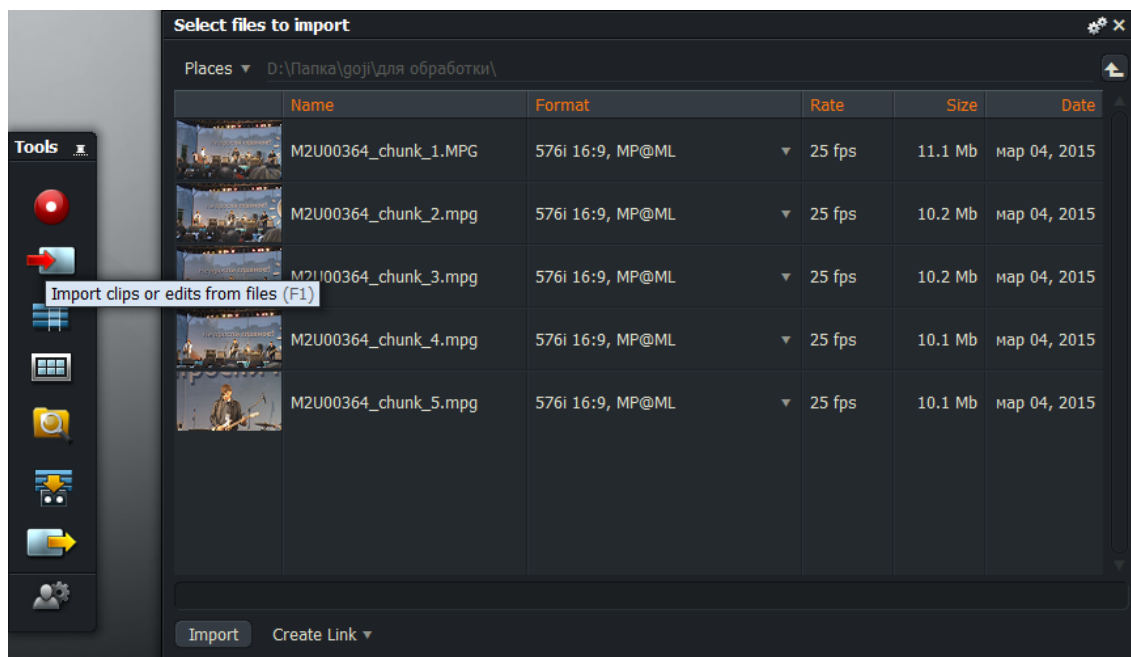 Select files to import
Places D:\Папка\goji\для обработки\
Name Format Rate Size Date
Tools
M2U00364_chunk_1.MPG 576i 16:9, MP@ML 25 fps 11.1 Mb мар 04, 2015
M2U00364_chunk_2.mpg 576i 16:9, MP@ML 25 fps 10.2 Mb мар 04, 2015
M2U00364_chunk_3.mpg 576i 16:9, MP@ML 25 fps 10.2 Mb мар 04, 2015
Import clips or edits from files (F1)
M2U00364_chunk_4.mpg 576i 16:9, MP@ML 25 fps 10.1 Mb мар 04, 2015
M2U00364_chunk_5.mpg 576i 16:9, MP@ML 25 fps 10.1 Mb мар 04, 2015
Import Create Link